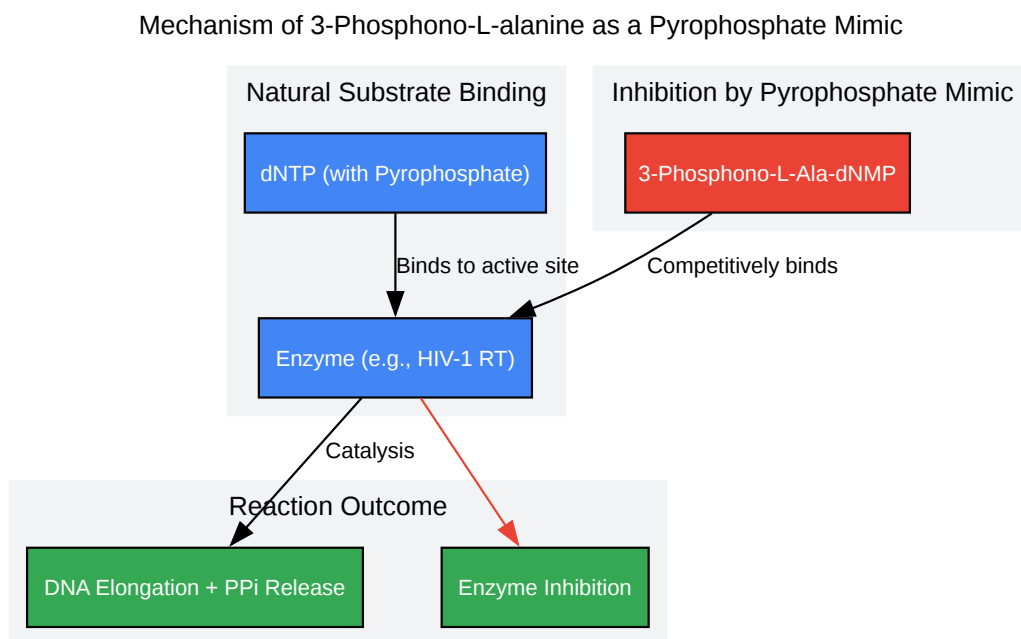 Mechanism of 3-Phosphono-L-alanine as a Pyrophosphate Mimic
Natural Substrate Binding
Inhibition by Pyrophosphate Mimic
dNTP (with Pyrophosphate)
3-Phosphono-L-Ala-dNMP
Binds to active site
Competitively binds
Enzyme (e.g., HIV-1 RT)
Catalysis
Reaction Outcome
DNA Elongation + PPi Release
Enzyme Inhibition